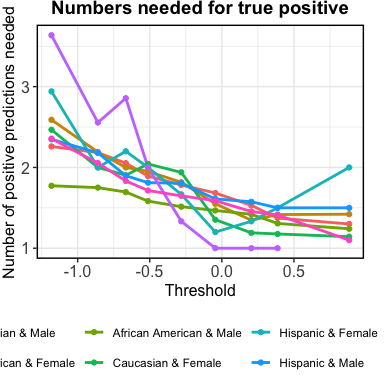 Numbers needed for true positive
Number of positive predictions needed
3
2
1
-1.0 -0.5 0.0 0.5
Threshold
ian & Male African American & Male Hispanic & Female
ican & Female Caucasian & Female Hispanic & Male